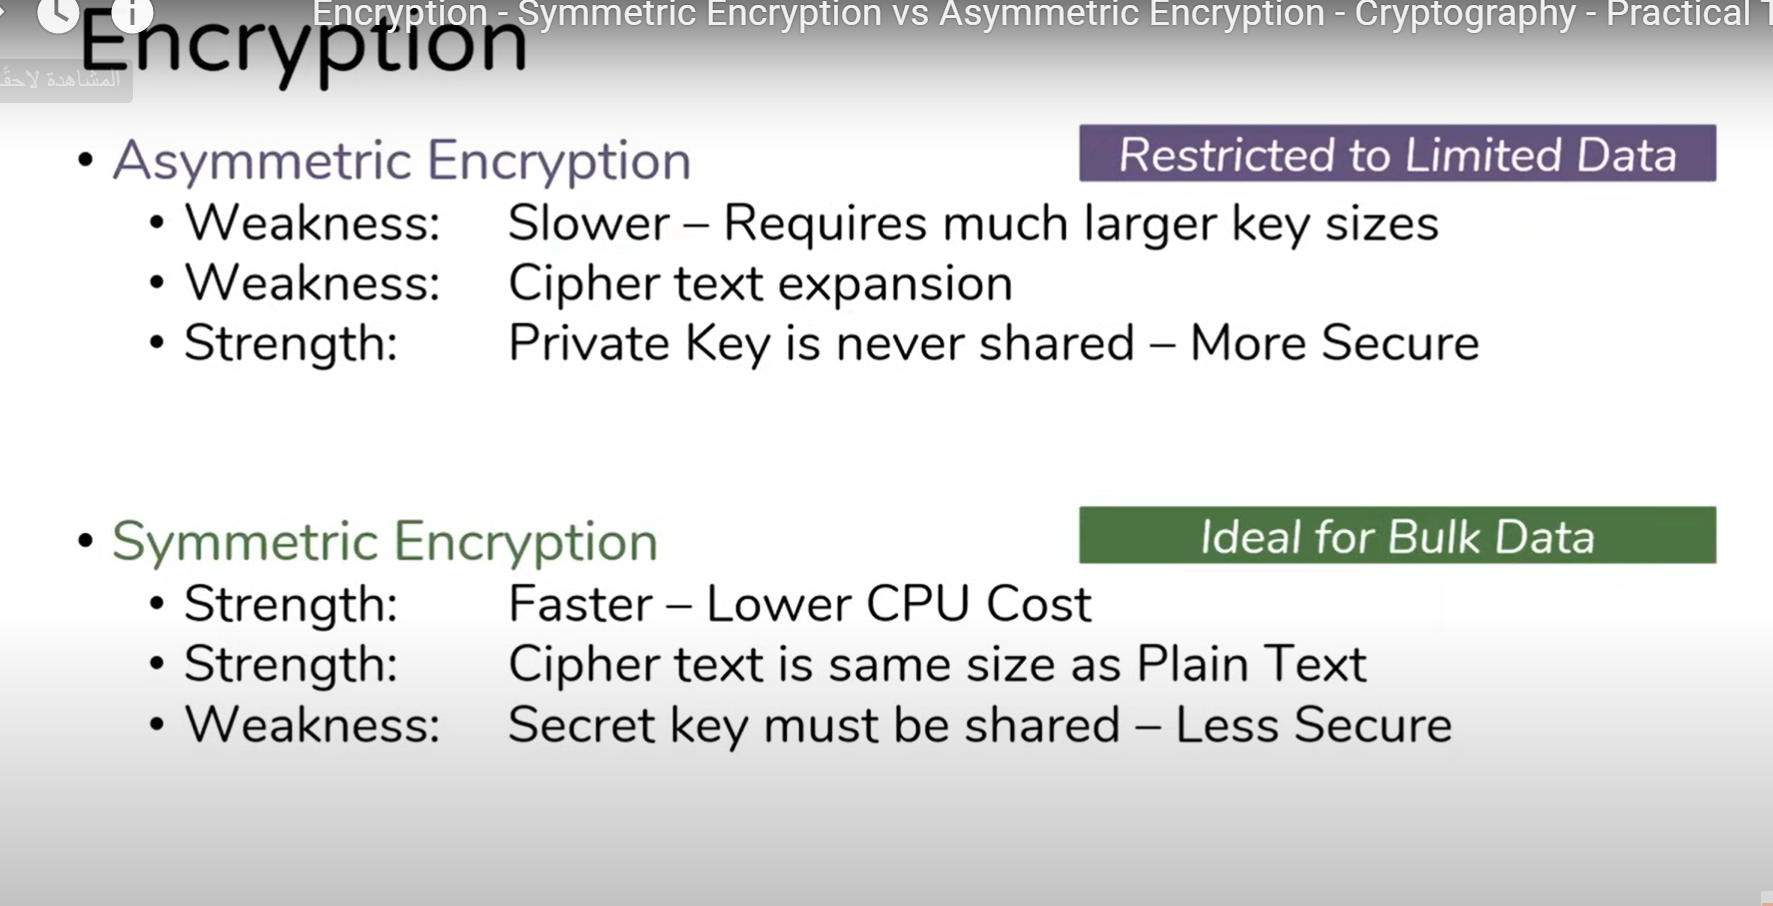 Encryption - Symmetric Encryption vs Asymmetric Encryption - Cryptography - Practical
Encryption
المشاهدة لاحقًا
• Asymmetric Encryption
Restricted to Limited Data
• Weakness: Slower – Requires much larger key sizes
• Weakness: Cipher text expansion
• Strength: Private Key is never shared – More Secure
• Symmetric Encryption
Ideal for Bulk Data
• Strength: Faster – Lower CPU Cost
• Strength: Cipher text is same size as Plain Text
• Weakness: Secret key must be shared – Less Secure